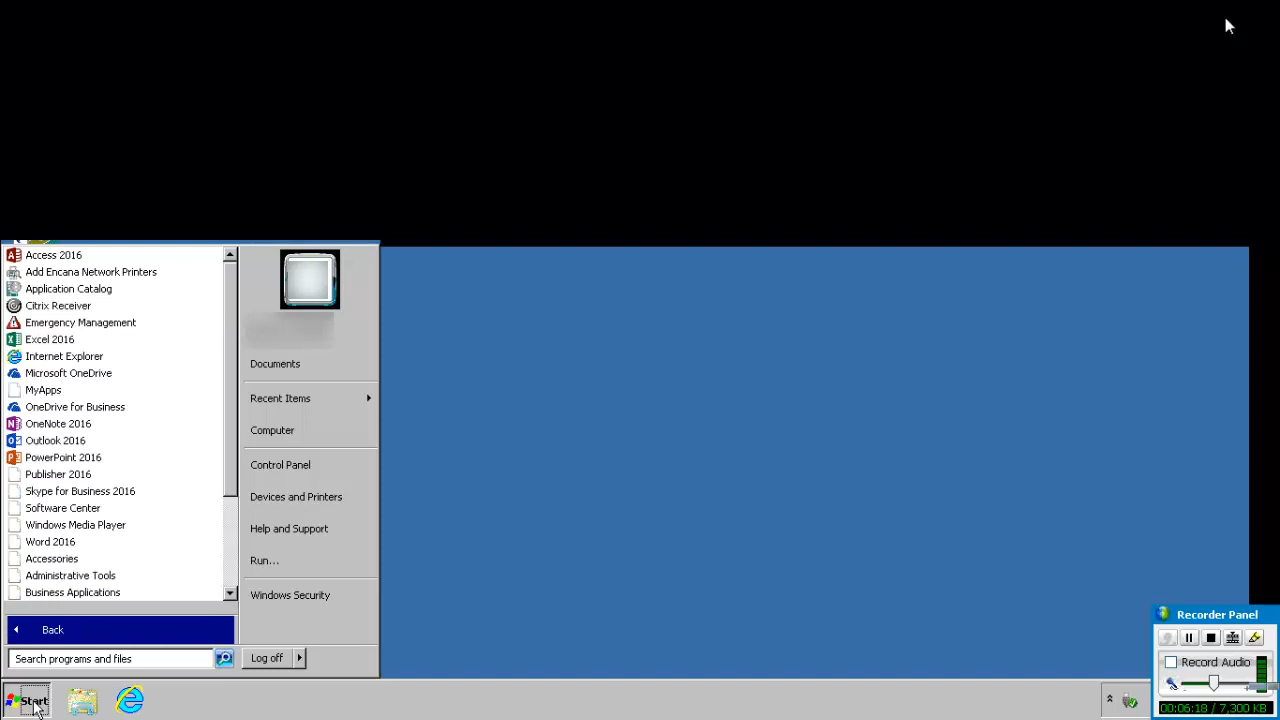 Access 2016
Add Encana Network Printers
Application Catalog
Citrix Receiver
Emergency Management
Excel 2016
Internet Explorer
Microsoft OneDrive
MyApps
OneDrive for Business
OneNote 2016
Outlook 2016
PowerPoint 2016
Publisher 2016
Skype for Business 2016
Software Center
Windows Media Player
Word 2016
Accessories
Administrative Tools
Business Applications
Back
Search programs and files
Documents
Recent Items
Computer
Control Panel
Devices and Printers
Help and Support
Run...
Windows Security
Log off
Start
Recorder Panel
Record Audio
00:06:18 / 7,300 KB